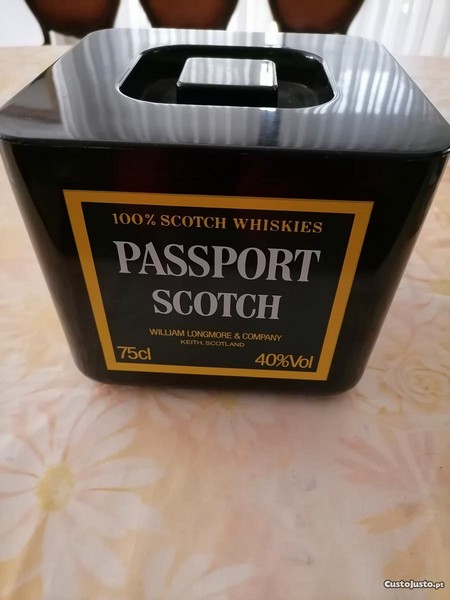 100% SCOTCH WHISKIES
PASSPORT
SCOTCH
WILLIAM LONGMORE & COMPANY
KEITH, SCOTLAND
75cl 40%Vol
CustoJusto.pt